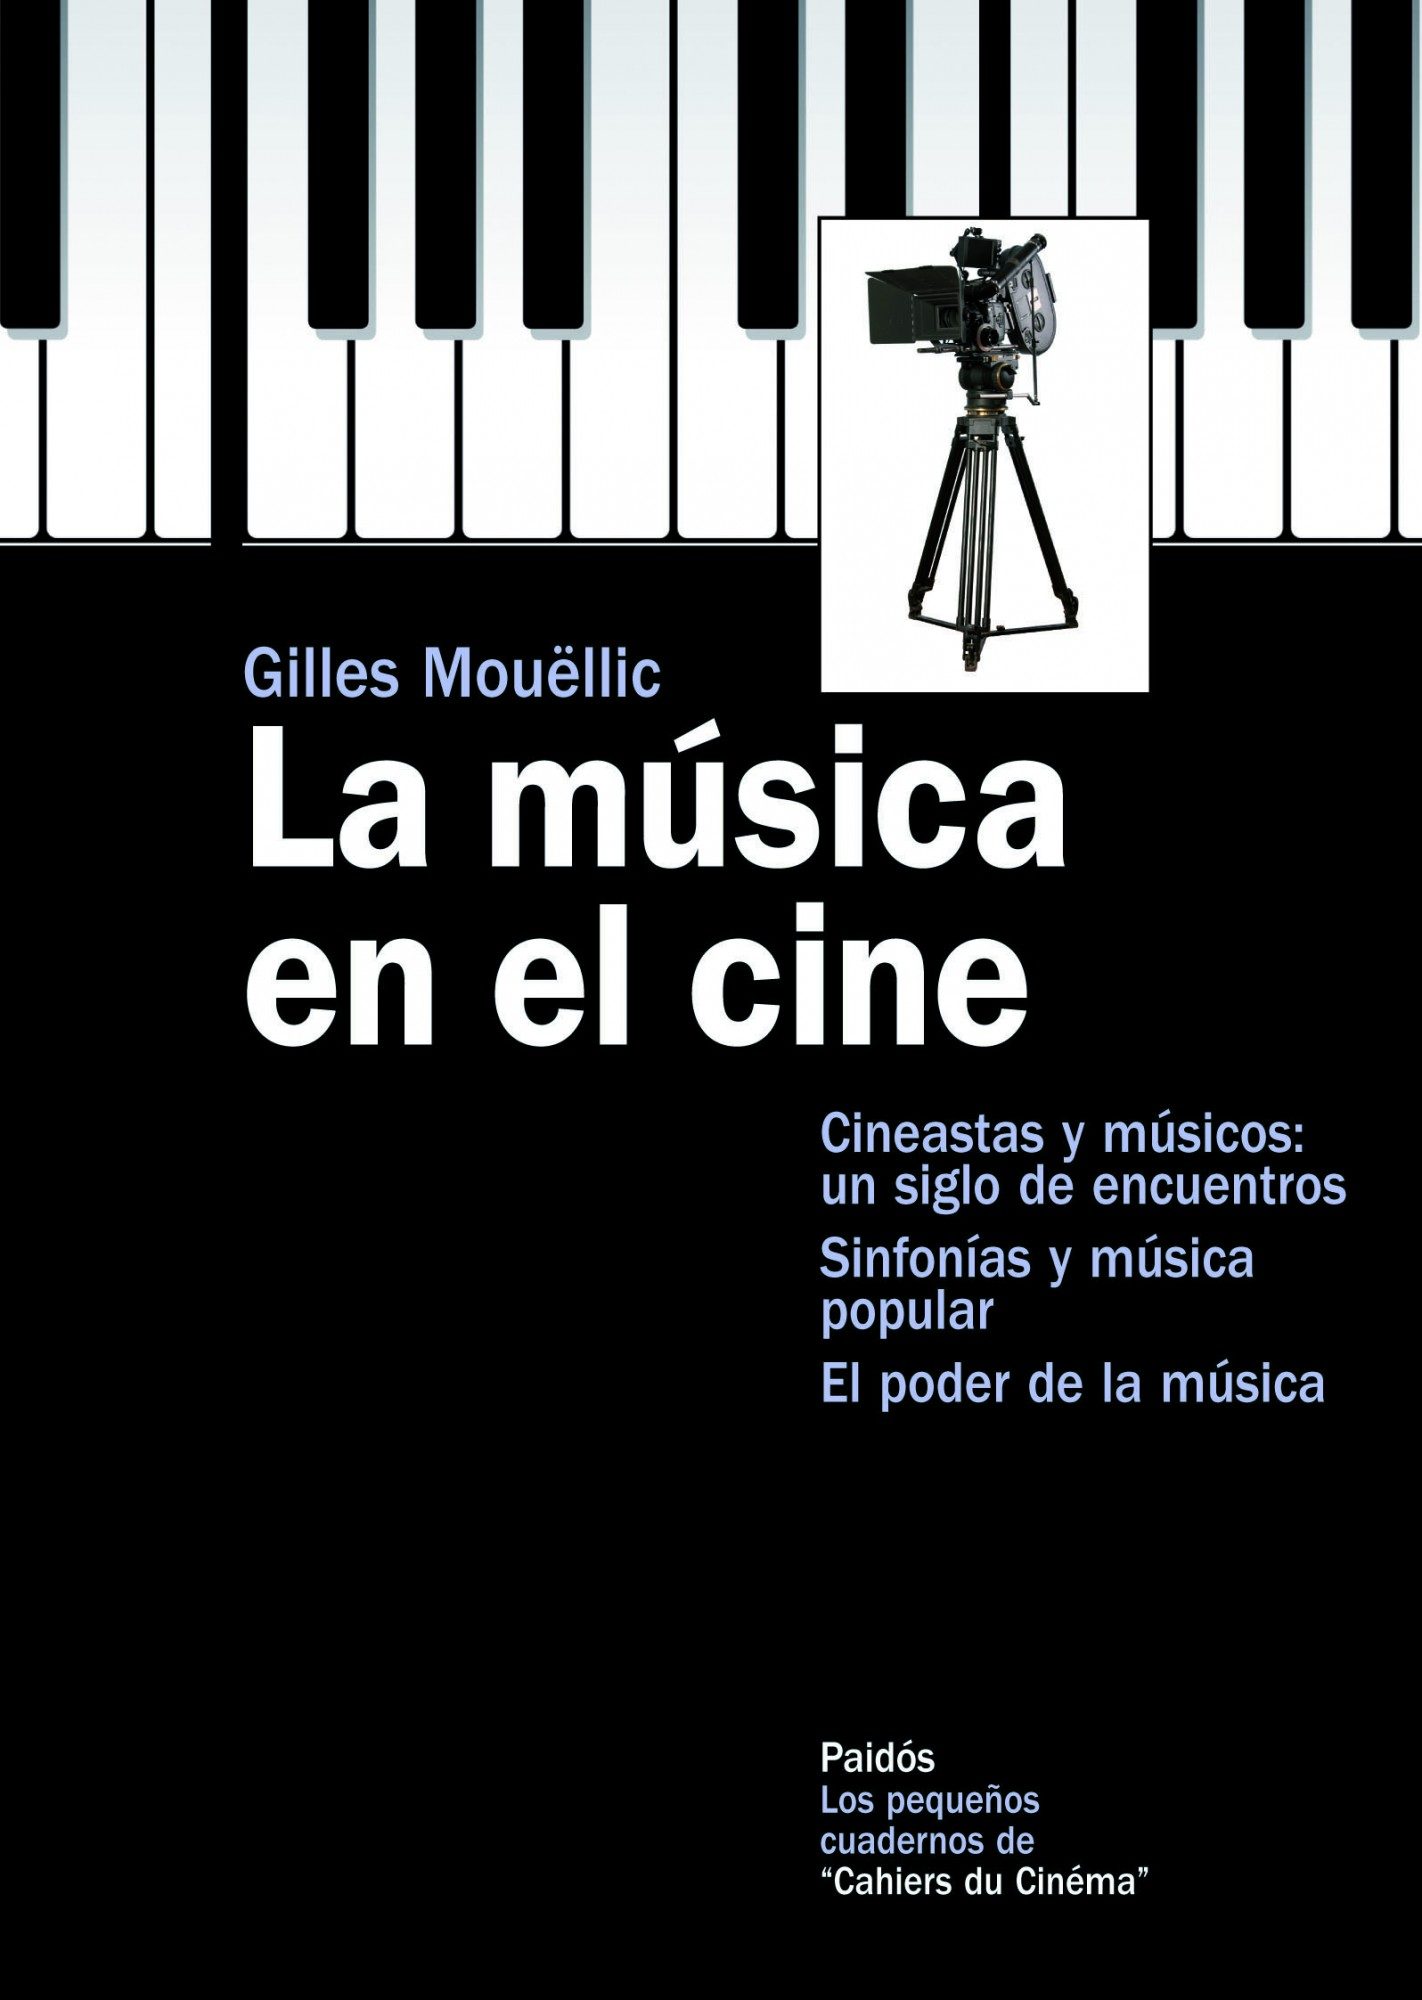 Gilles Mouëllic
La música
en el cine
Cineastas y músicos:
un siglo de encuentros
Sinfonías y música
popular
El poder de la música
Paidós
Los pequeños
cuadernos de
“Cahiers du Cinéma”